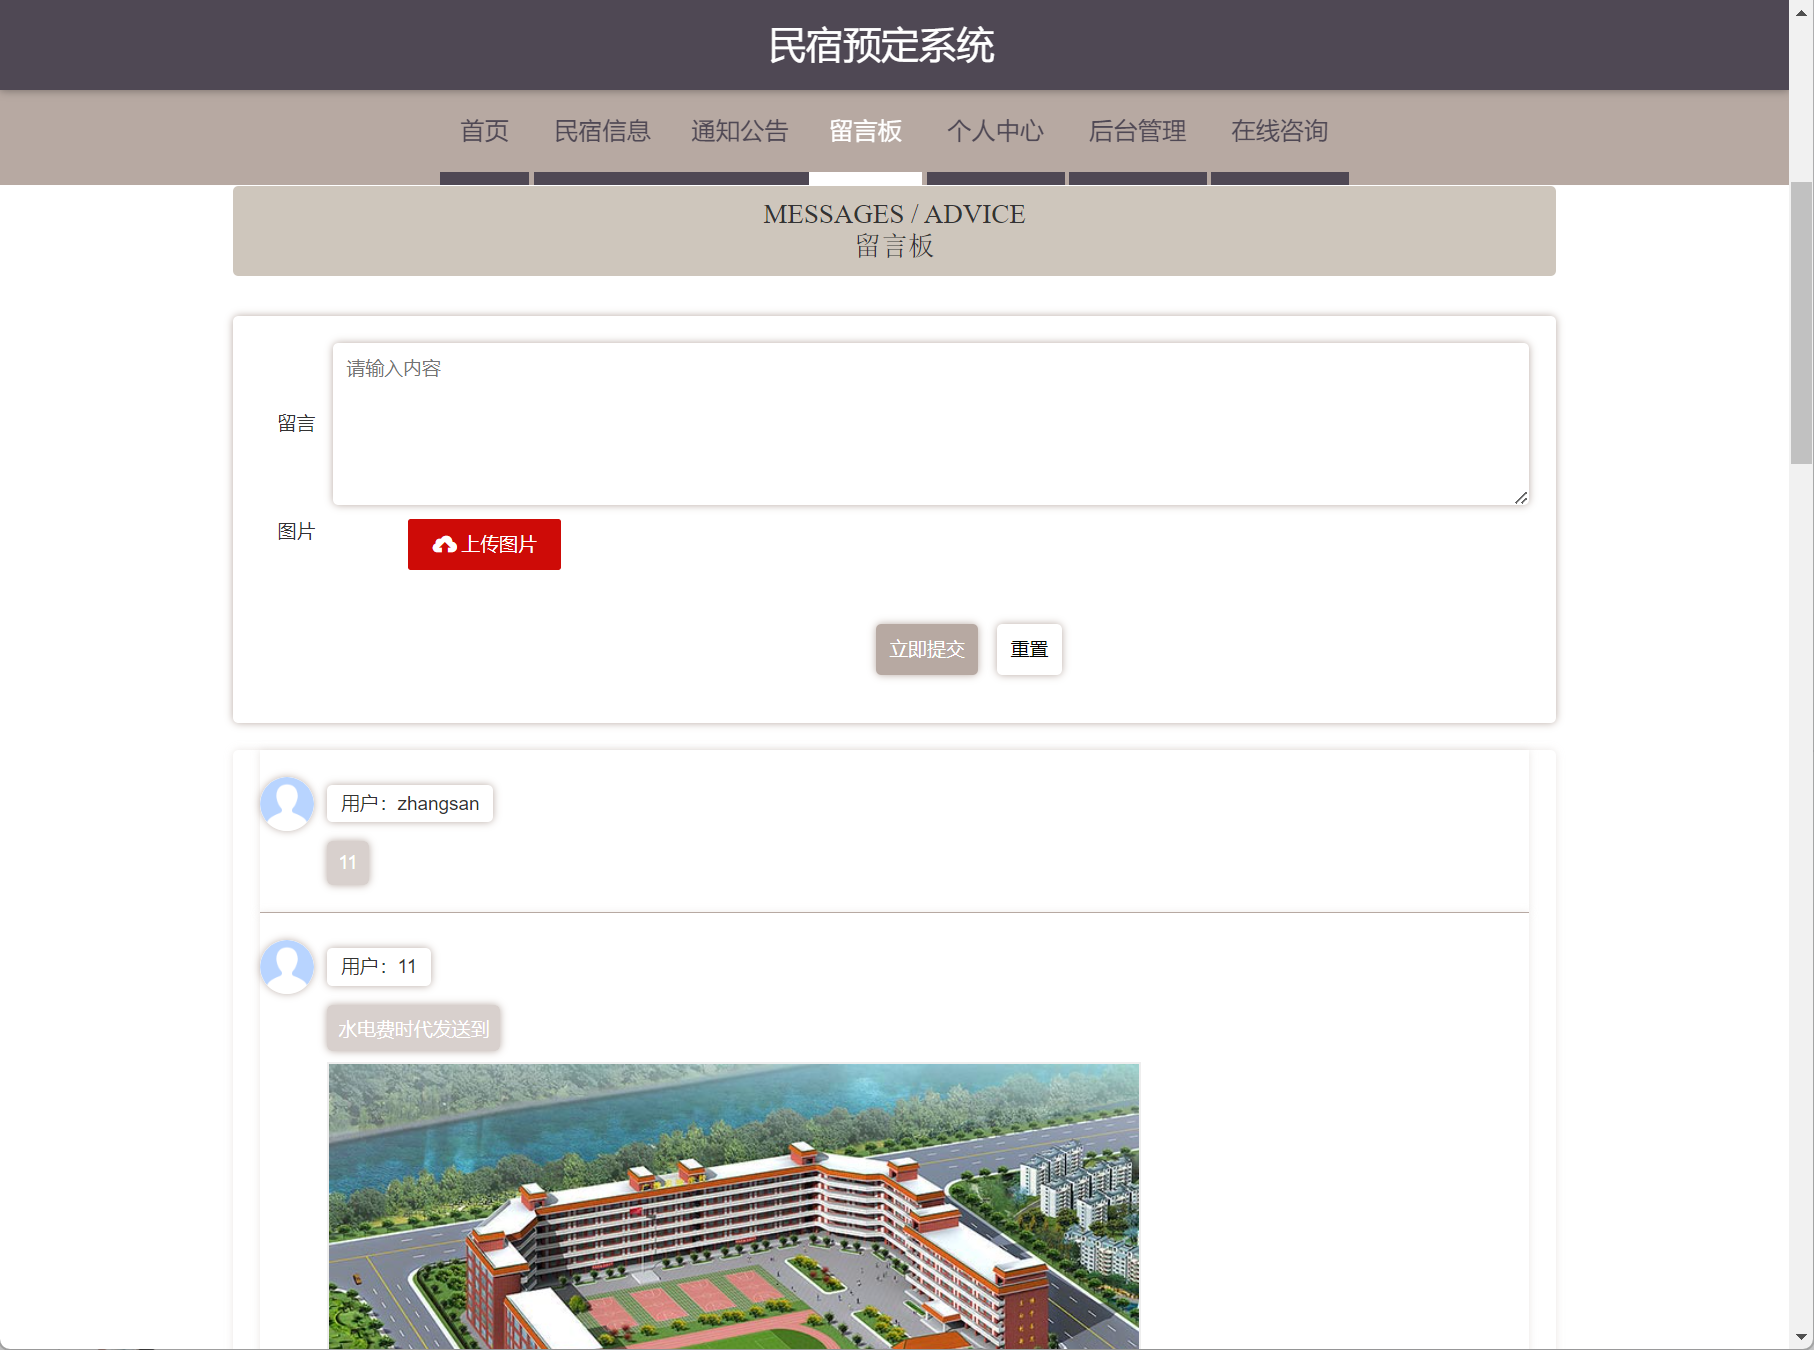 民宿预定系统
首页 民宿信息 通知公告 留言板 个人中心 后台管理 在线咨询
MESSAGES / ADVICE
留言板
请输入内容
留言
图片
上传图片
立即提交 重置
用户：zhangsan
11
用户：11
水电费时代发送到